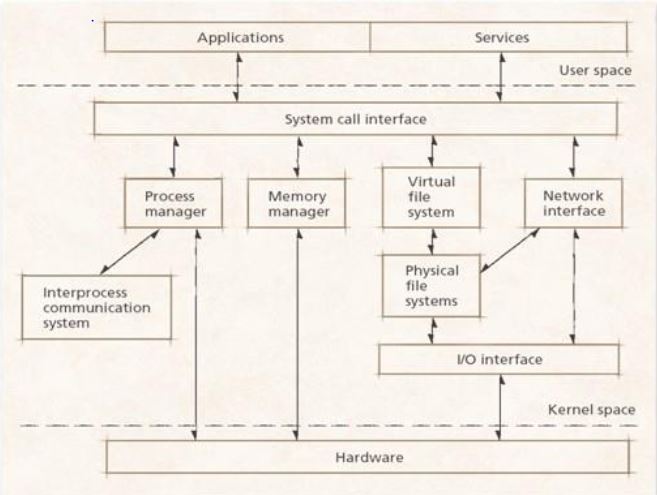 Applications
Services
User space
System call interface
Process
manager
Memory
manager
Virtual
file
system
Network
interface
Physical
file
systems
Interprocess
communication
system
I/O interface
Kernel space
Hardware